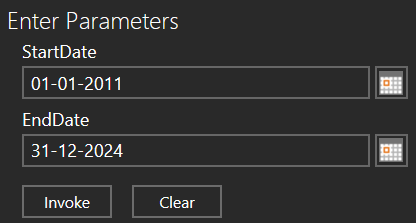 Enter Parameters
StartDate
01-01-2011
EndDate
31-12-2024
Invoke Clear